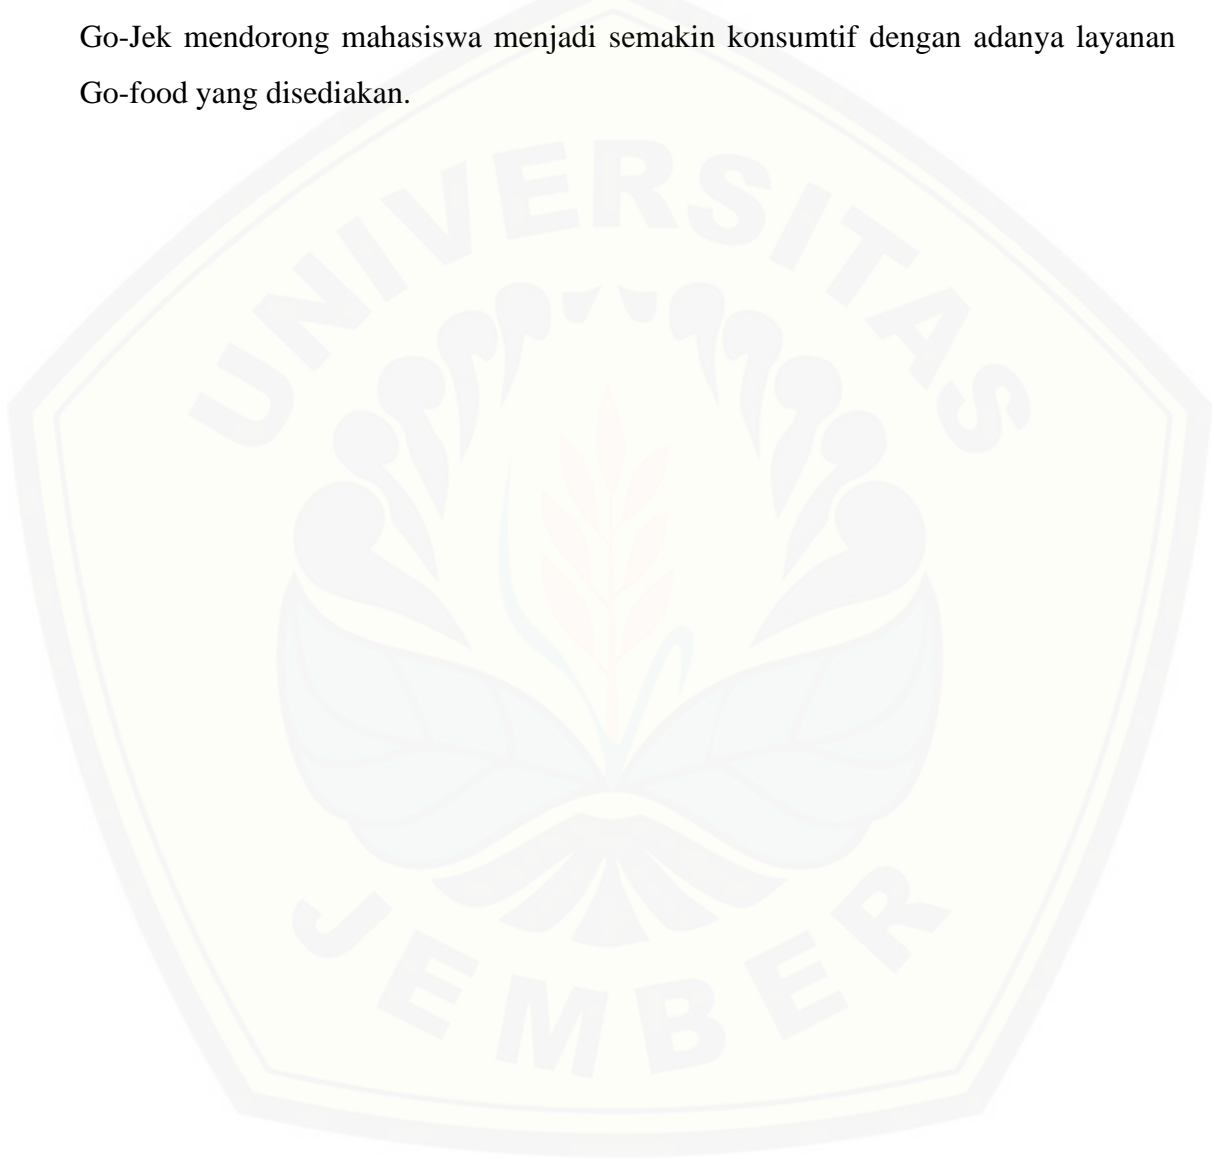 Go-Jek mendorong mahasiswa menjadi semakin konsumtif dengan adanya layanan
Go-food yang disediakan.
UNIVERSITAS
JEMBER